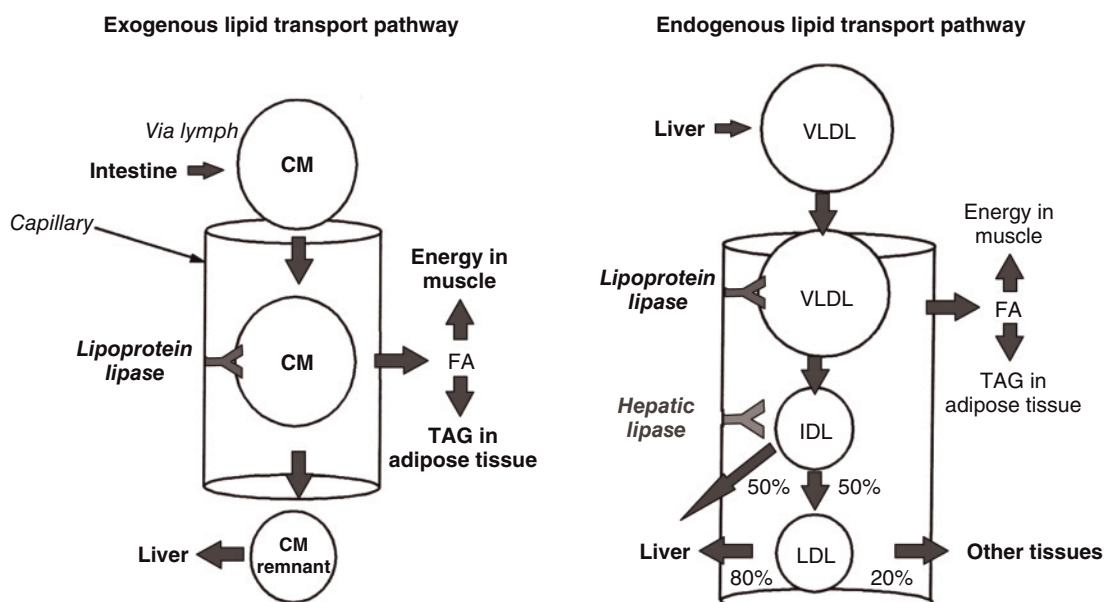 Exogenous lipid transport pathway
Via lymph
Intestine
CM
Capillary
Energy in
muscle
Lipoprotein
lipase
CM
FA
TAG in
adipose tissue
Liver
CM
remnant
Endogenous lipid transport pathway
Liver
VLDL
Energy in
muscle
Lipoprotein
lipase
VLDL
FA
TAG in
adipose tissue
Hepatic
lipase
IDL
50%
50%
Liver
LDL
Other tissues
80%
20%